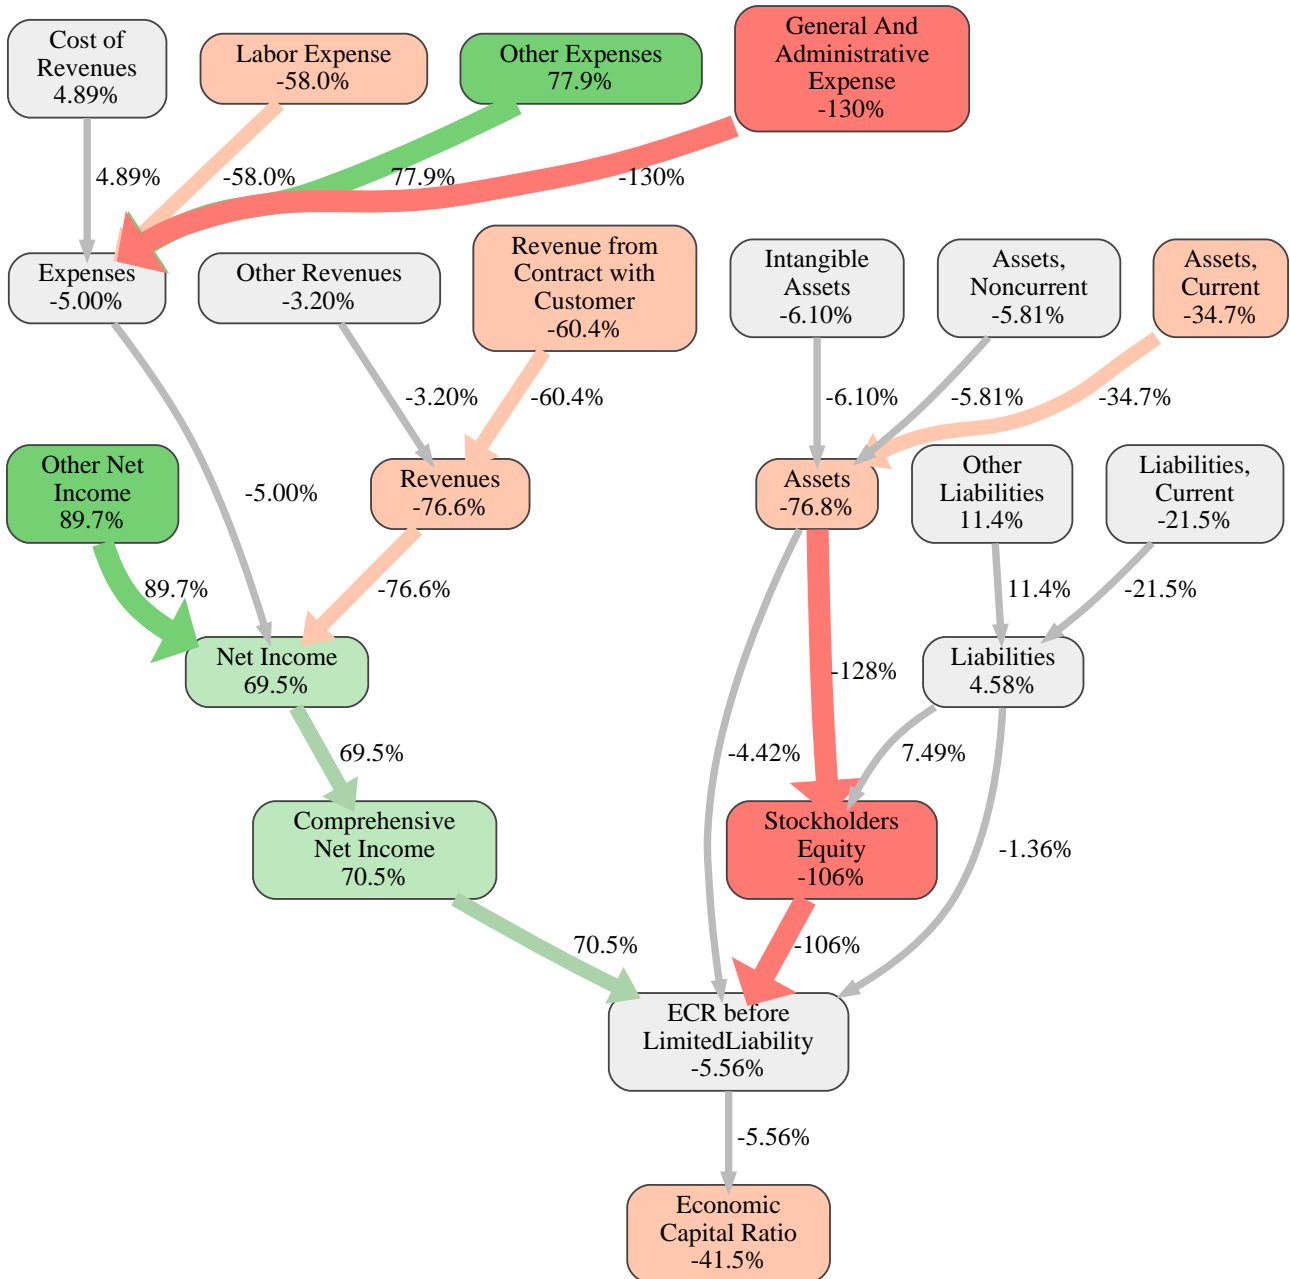 Cost of
Revenues
4.89%
Labor Expense
-58.0%
Other Expenses
77.9%
General And
Administrative
Expense
-130%
4.89%
-58.0%
77.9%
-130%
Expenses
-5.00%
Other Revenues
-3.20%
Revenue from
Contract with
Customer
-60.4%
Intangible
Assets
-6.10%
Assets,
Noncurrent
-5.81%
Assets,
Current
-34.7%
-3.20%
-60.4%
-6.10%
-5.81%
-34.7%
Other Net
Income
89.7%
-5.00%
Revenues
-76.6%
Assets
-76.8%
Other
Liabilities
11.4%
Liabilities,
Current
-21.5%
89.7%
-76.6%
11.4%
-21.5%
Net Income
69.5%
-128%
Liabilities
4.58%
69.5%
-4.42%
7.49%
Comprehensive
Net Income
70.5%
Stockholders
Equity
-106%
-1.36%
70.5%
-106%
ECR before
LimitedLiability
-5.56%
-5.56%
Economic
Capital Ratio
-41.5%